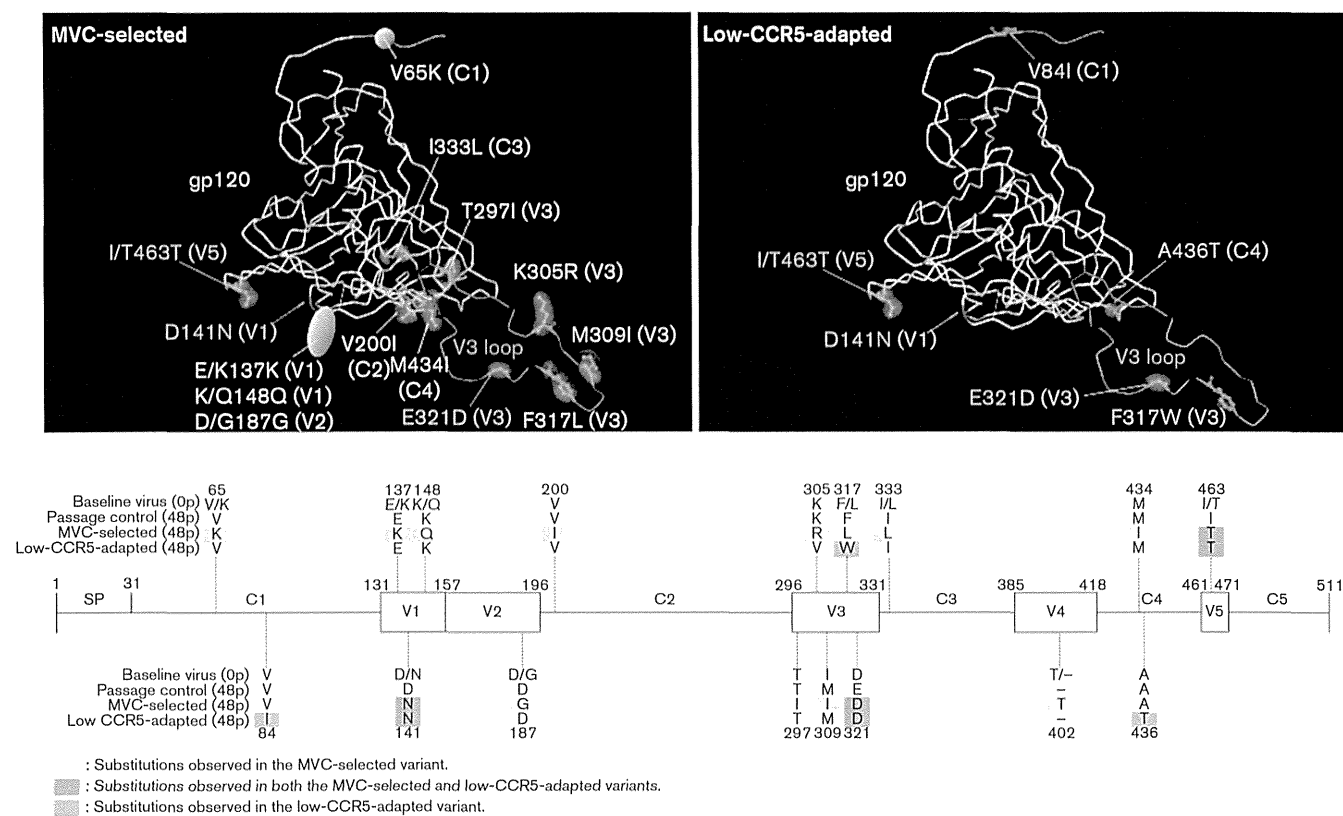 MVC-selected
V65K (C1)
I333L (C3)
gp120
T297I (V3)
I/T463T (V5)
K305R (V3)
D141N (V1)
M309I (V3)
V200I
(C2)
M434I
(C4)
V3 loop
E/K137K (V1)
K/Q148Q (V1)
D/G187G (V2)
E321D (V3)
F317L (V3)
Low-CCR5-adapted
V84I (C1)
gp120
I/T463T (V5)
A436T (C4)
D141N (V1)
V3 loop
E321D (V3)
F317W (V3)
65 137 148 200 305 317 333 434 463
Baseline virus (0p) V/K E/K K/Q V K F/L I/L M I/T
Passage control (48p) V E K V K F I M I
MVC-selected (48p) K K Q I R L L I T
Low-CCR5-adapted (48p) V E K V V W I M T
1 31 131 157 196 296 331 385 418 461 471 511
SP C1 V1 V2 C2 V3 C3 V4 C4 V5 C5
Baseline virus (0p) V D/N D/G T I D T/– A
Passage control (48p) V D D T M E – A
MVC-selected (48p) V N G I I D T A
Low CCR5-adapted (48p) I N D T M D – T
84 141 187 297 309 321 402 436
: Substitutions observed in the MVC-selected variant.
: Substitutions observed in both the MVC-selected and low-CCR5-adapted variants.
: Substitutions observed in the low-CCR5-adapted variant.